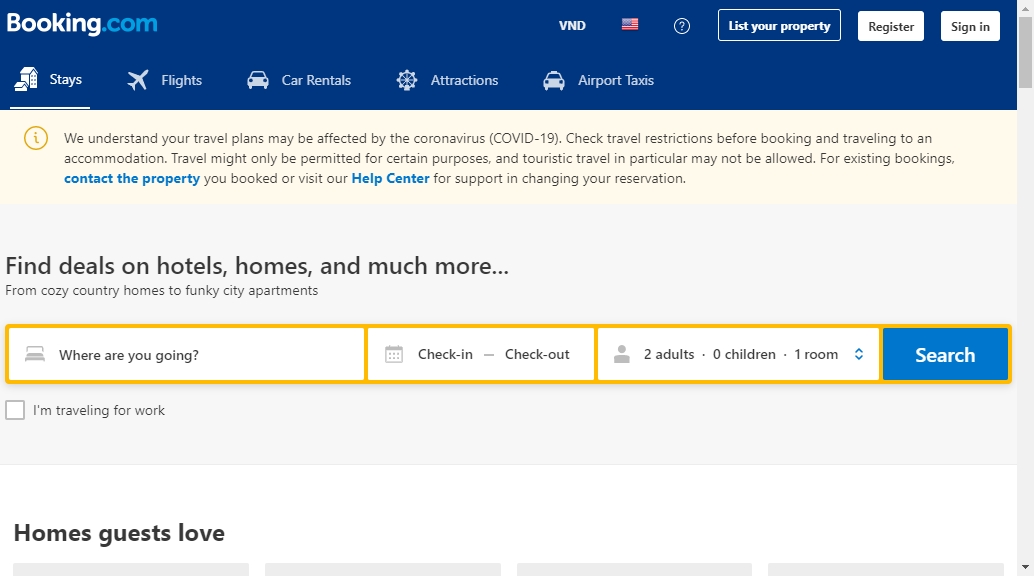 Booking.com
VND
List your property
Register
Sign in
Stays
Flights
Car Rentals
Attractions
Airport Taxis
We understand your travel plans may be affected by the coronavirus (COVID-19). Check travel restrictions before booking and traveling to an
accommodation. Travel might only be permitted for certain purposes, and touristic travel in particular may not be allowed. For existing bookings,
contact the property you booked or visit our Help Center for support in changing your reservation.
Find deals on hotels, homes, and much more...
From cozy country homes to funky city apartments
Where are you going?
Check-in — Check-out
2 adults · 0 children · 1 room
Search
I'm traveling for work
Homes guests love